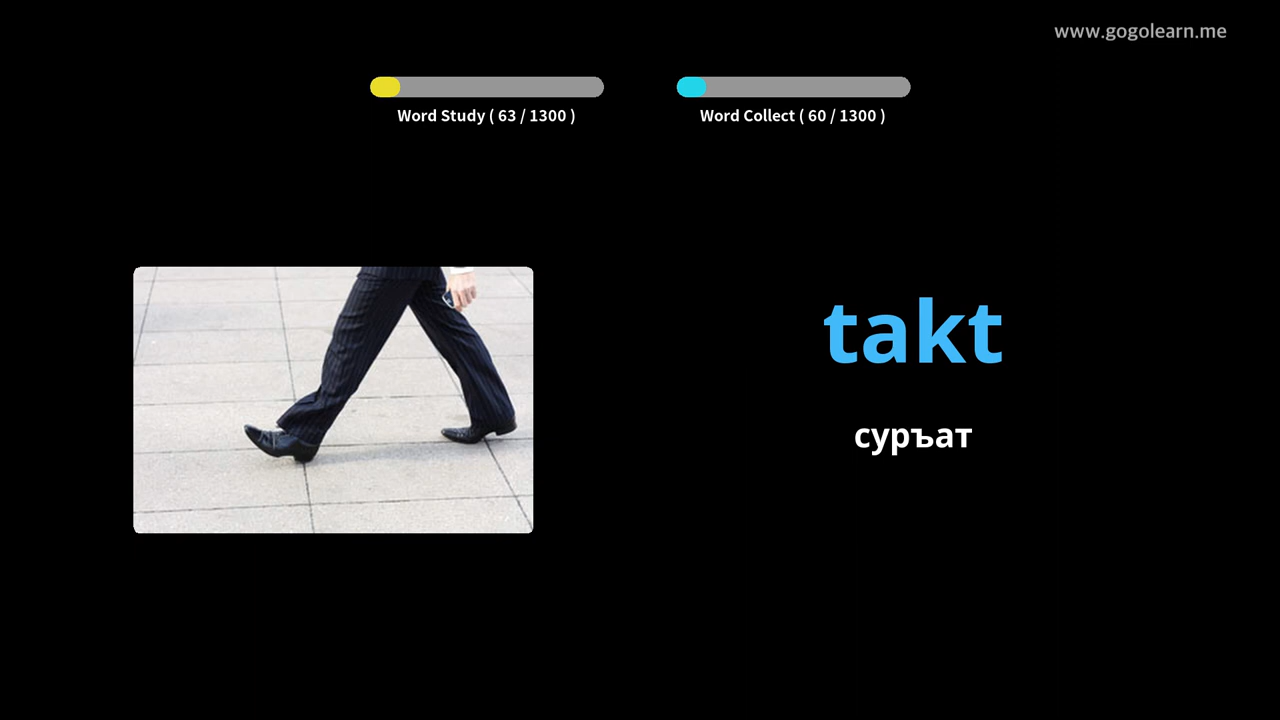 www.gogolearn.me
Word Study ( 63 / 1300 )
Word Collect ( 60 / 1300 )
takt
суръат